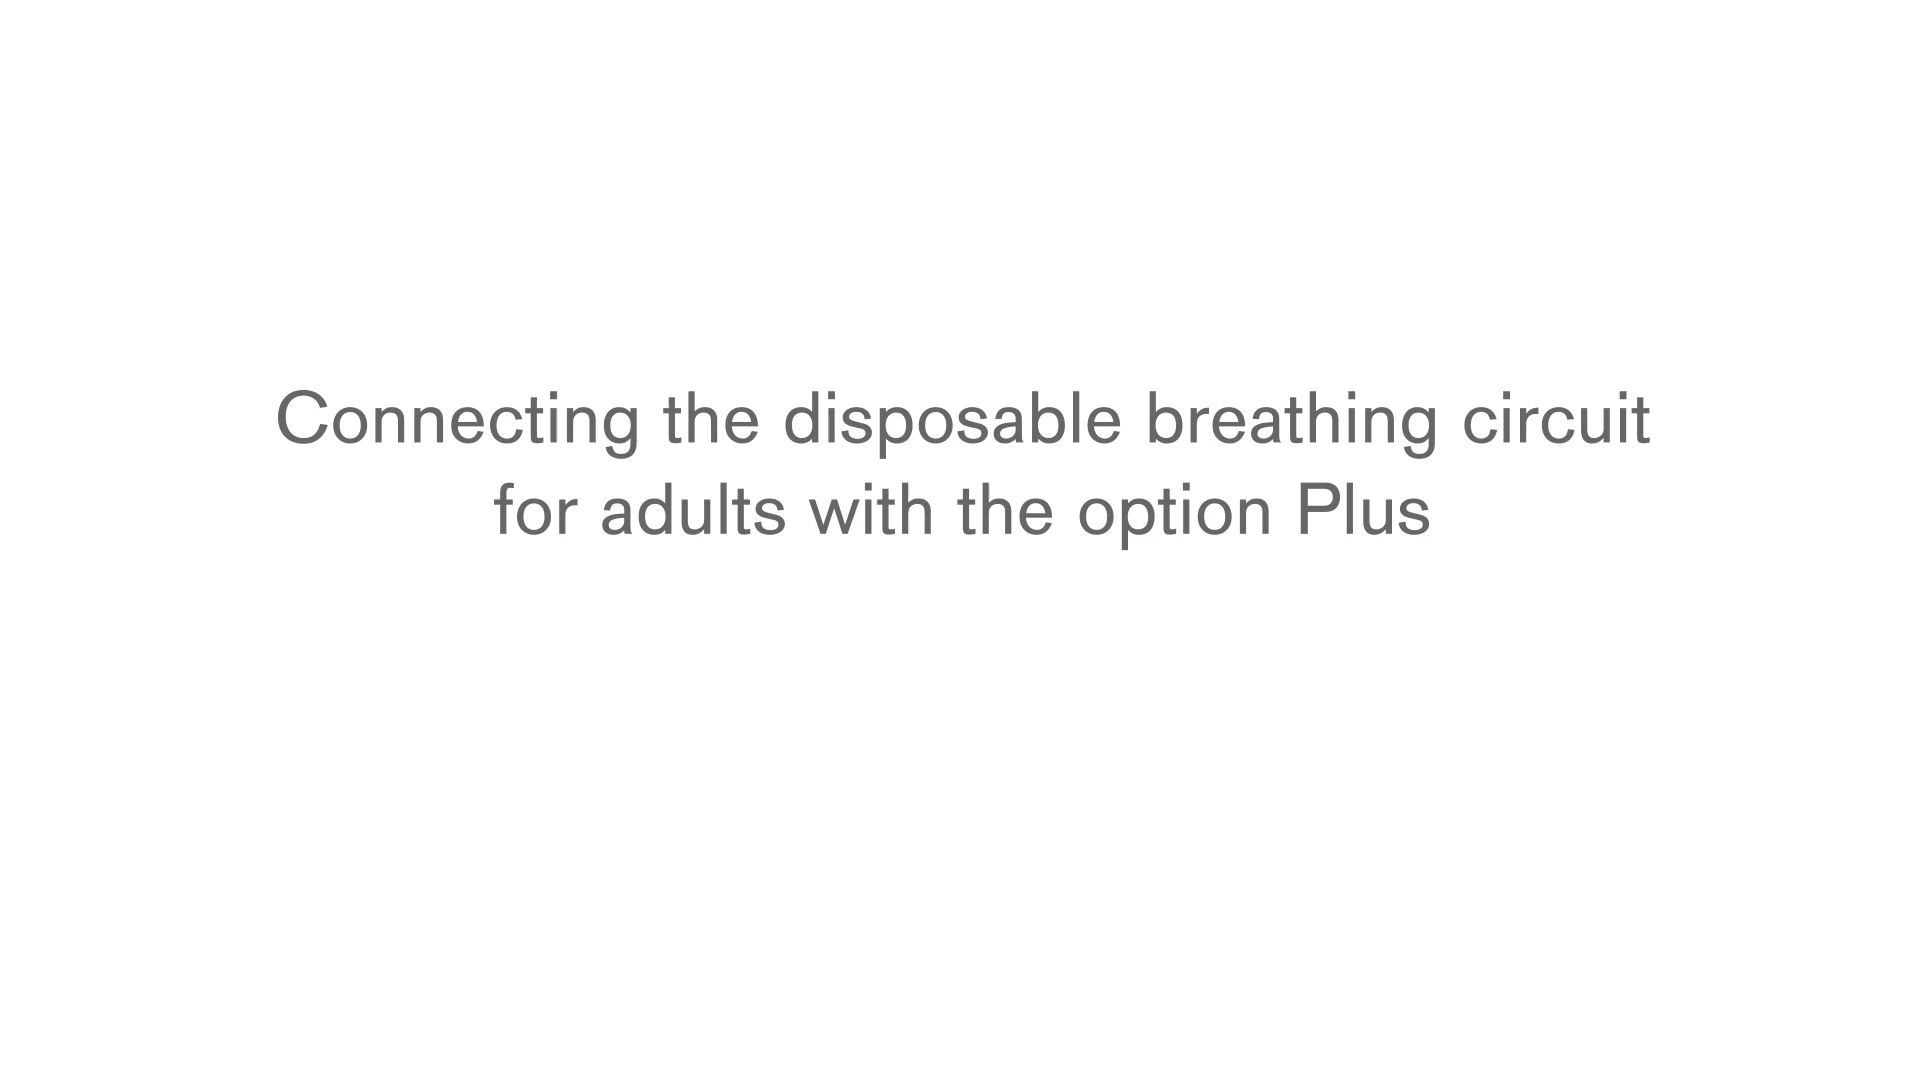 Connecting the disposable breathing circuit
for adults with the option Plus